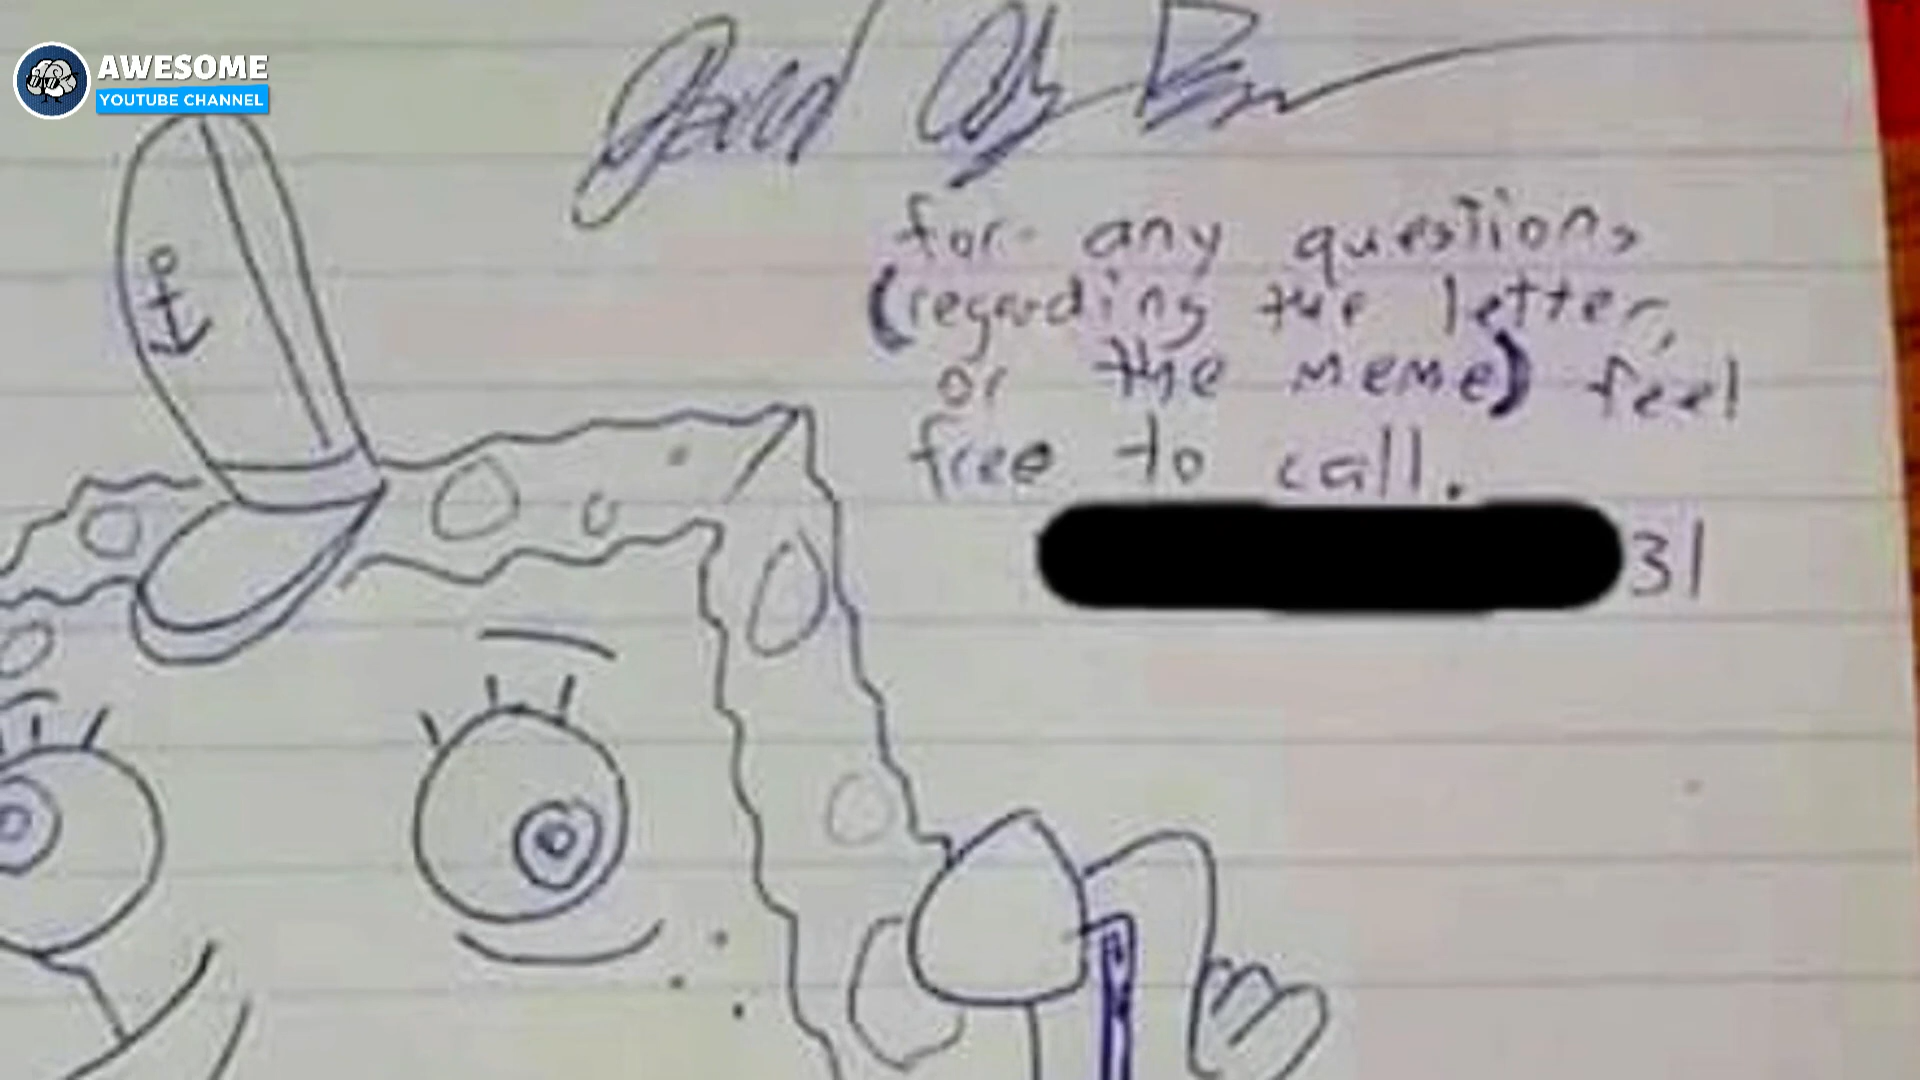 AWESOME
YOUTUBE CHANNEL
for any questions
(regarding the letter,
or the MEME) feel
free to call.
31